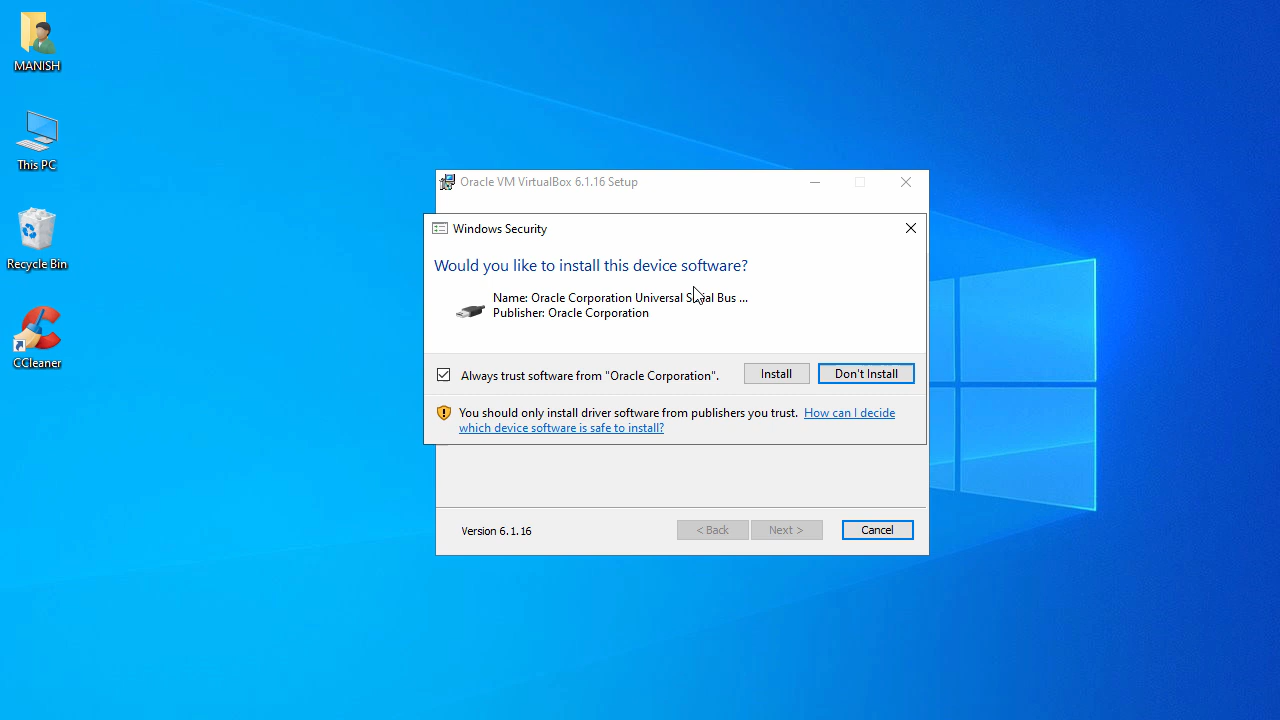 MANISH
This PC
Recycle Bin
CCleaner
Oracle VM VirtualBox 6.1.16 Setup
Windows Security
Would you like to install this device software?
Name: Oracle Corporation Universal Serial Bus ...
Publisher: Oracle Corporation
Always trust software from "Oracle Corporation".
Install
Don't Install
You should only install driver software from publishers you trust. How can I decide
which device software is safe to install?
Version 6.1.16
< Back
Next >
Cancel